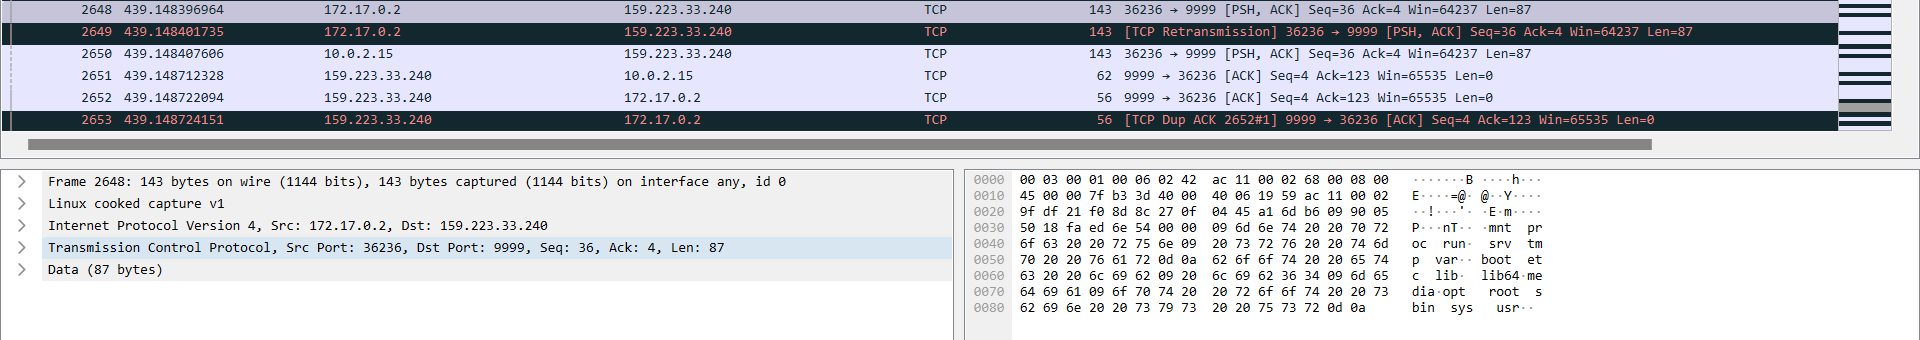 2648 439.148396964 172.17.0.2 159.223.33.240 TCP 143 36236 → 9999 [PSH, ACK] Seq=36 Ack=4 Win=64237 Len=87
2649 439.148401735 172.17.0.2 159.223.33.240 TCP 143 [TCP Retransmission] 36236 → 9999 [PSH, ACK] Seq=36 Ack=4 Win=64237 Len=87
2650 439.148407606 10.0.2.15 159.223.33.240 TCP 143 36236 → 9999 [PSH, ACK] Seq=36 Ack=4 Win=64237 Len=87
2651 439.148712328 159.223.33.240 10.0.2.15 TCP 62 9999 → 36236 [ACK] Seq=4 Ack=123 Win=65535 Len=0
2652 439.148722094 159.223.33.240 172.17.0.2 TCP 56 9999 → 36236 [ACK] Seq=4 Ack=123 Win=65535 Len=0
2653 439.148724151 159.223.33.240 172.17.0.2 TCP 56 [TCP Dup ACK 2652#1] 9999 → 36236 [ACK] Seq=4 Ack=123 Win=65535 Len=0
Frame 2648: 143 bytes on wire (1144 bits), 143 bytes captured (1144 bits) on interface any, id 0
Linux cooked capture v1
Internet Protocol Version 4, Src: 172.17.0.2, Dst: 159.223.33.240
Transmission Control Protocol, Src Port: 36236, Dst Port: 9999, Seq: 36, Ack: 4, Len: 87
Data (87 bytes)
0000 00 03 00 01 00 06 02 42 ac 11 00 02 68 00 08 00 ·······B ····h···
0010 45 00 00 7f b3 3d 40 00 40 06 19 59 ac 11 00 02 E····=@· @··Y····
0020 9f df 21 f0 8d 8c 27 0f 04 45 a1 6d b6 09 90 05 ··!···'· ·E·m····
0030 50 18 fa ed 6e 54 00 00 09 6d 6e 74 20 20 70 72 P···nT·· ·mnt  pr
0040 6f 63 20 20 72 75 6e 09 20 73 72 76 20 20 74 6d oc  run·  srv  tm
0050 70 20 20 76 61 72 0d 0a 62 6f 6f 74 20 20 65 74 p  var·· boot  et
0060 63 20 20 6c 69 62 09 20 6c 69 62 36 34 09 6d 65 c  lib·  lib64·me
0070 64 69 61 09 6f 70 74 20 20 72 6f 6f 74 20 20 73 dia·opt   root  s
0080 62 69 6e 20 20 73 79 73 20 20 75 73 72 0d 0a bin  sys   usr··